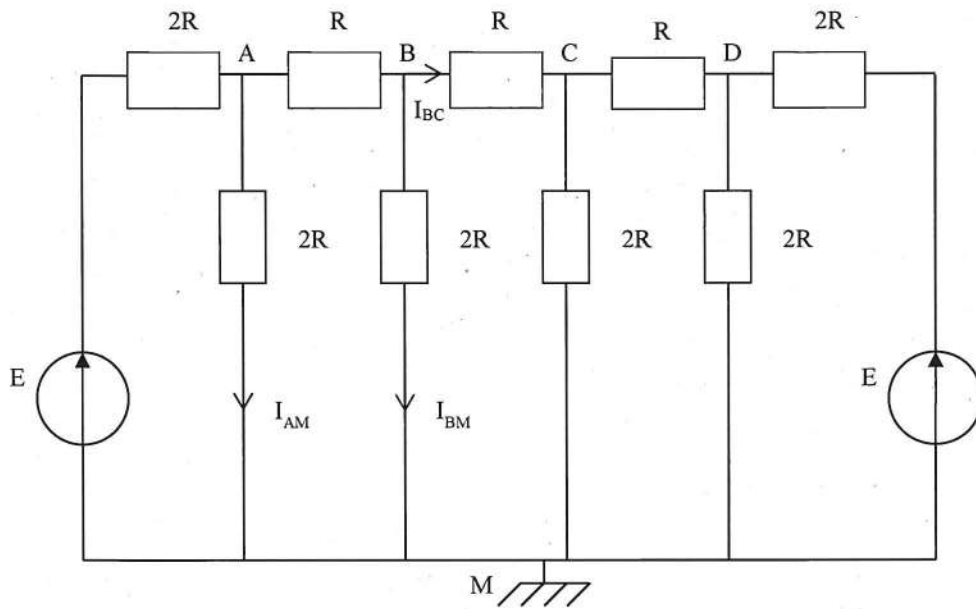 2R A R B R C R D 2R
I_BC
2R 2R 2R 2R
E E
I_AM I_BM
M